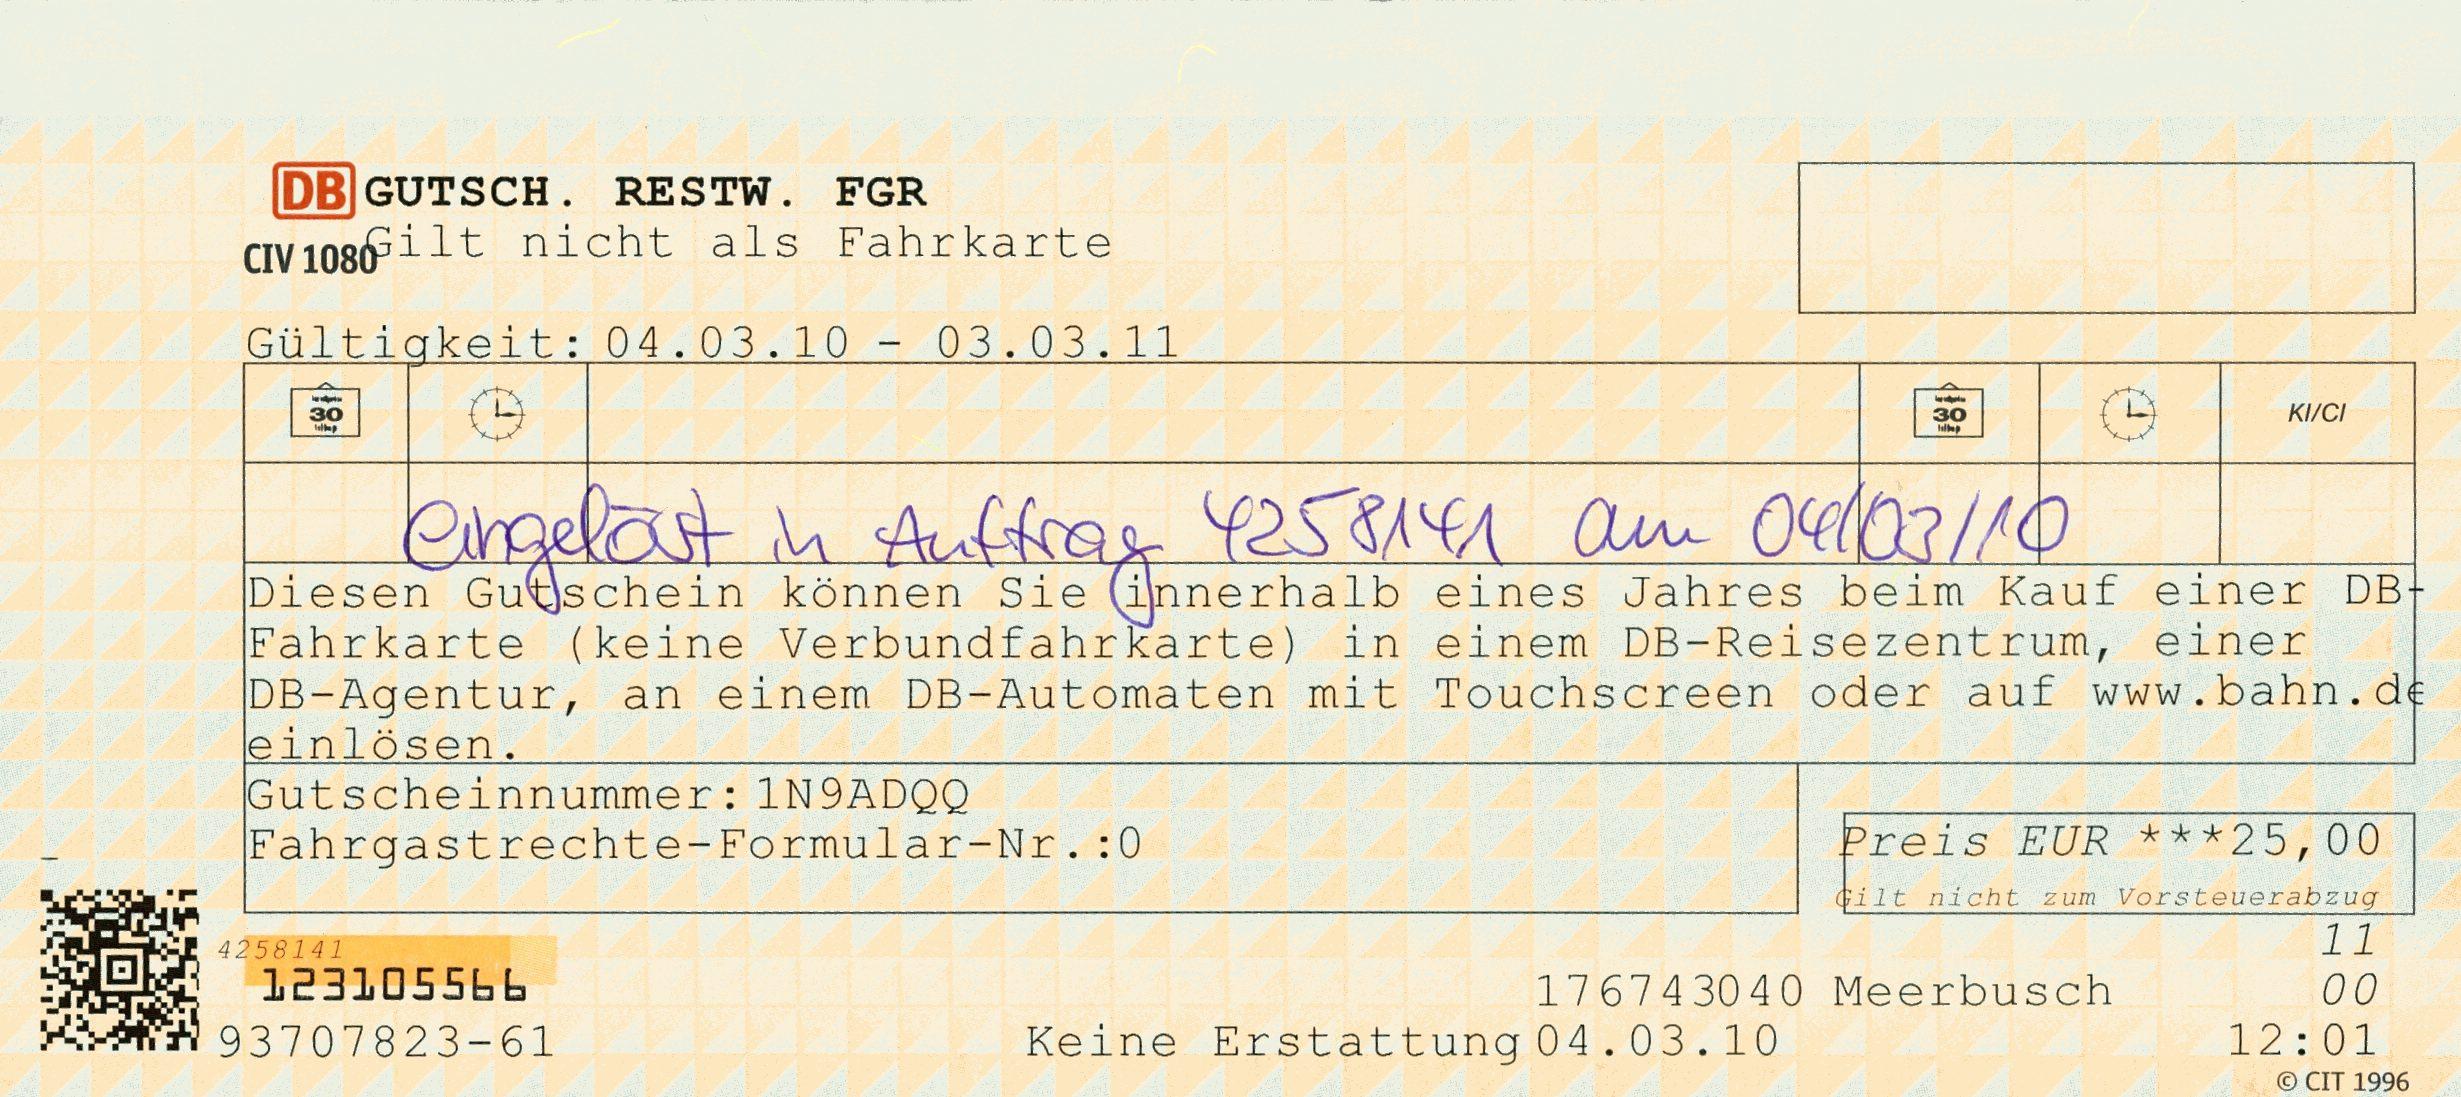 DB GUTSCH. RESTW. FGR
CIV 1080 Gilt nicht als Fahrkarte
Gültigkeit: 04.03.10 - 03.03.11
30 30 KI/CI
eingelöst in Auftrag 4258141 am 04/03/10
Diesen Gutschein können Sie innerhalb eines Jahres beim Kauf einer DB-
Fahrkarte (keine Verbundfahrkarte) in einem DB-Reisezentrum, einer
DB-Agentur, an einem DB-Automaten mit Touchscreen oder auf www.bahn.de
einlösen.
Gutscheinnummer: 1N9ADQQ
Fahrgastrechte-Formular-Nr.:0
Preis EUR ***25,00
Gilt nicht zum Vorsteuerabzug
11
4258141
123105566
176743040 Meerbusch 00
93707823-61 Keine Erstattung 04.03.10 12:01
© CIT 1996